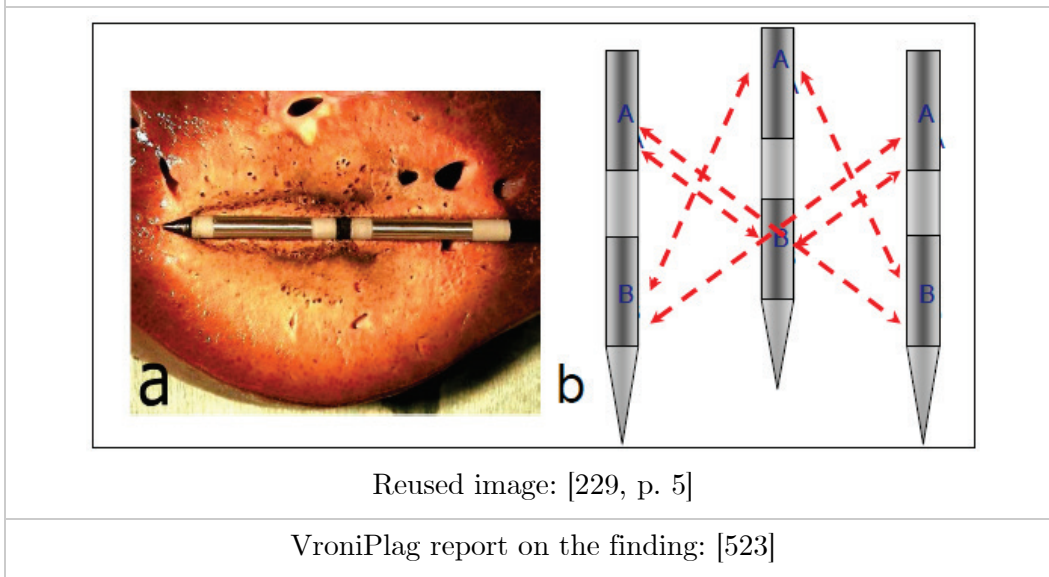 A
A
A
B
B
B
a
b
Reused image: [229, p. 5]
VroniPlag report on the finding: [523]